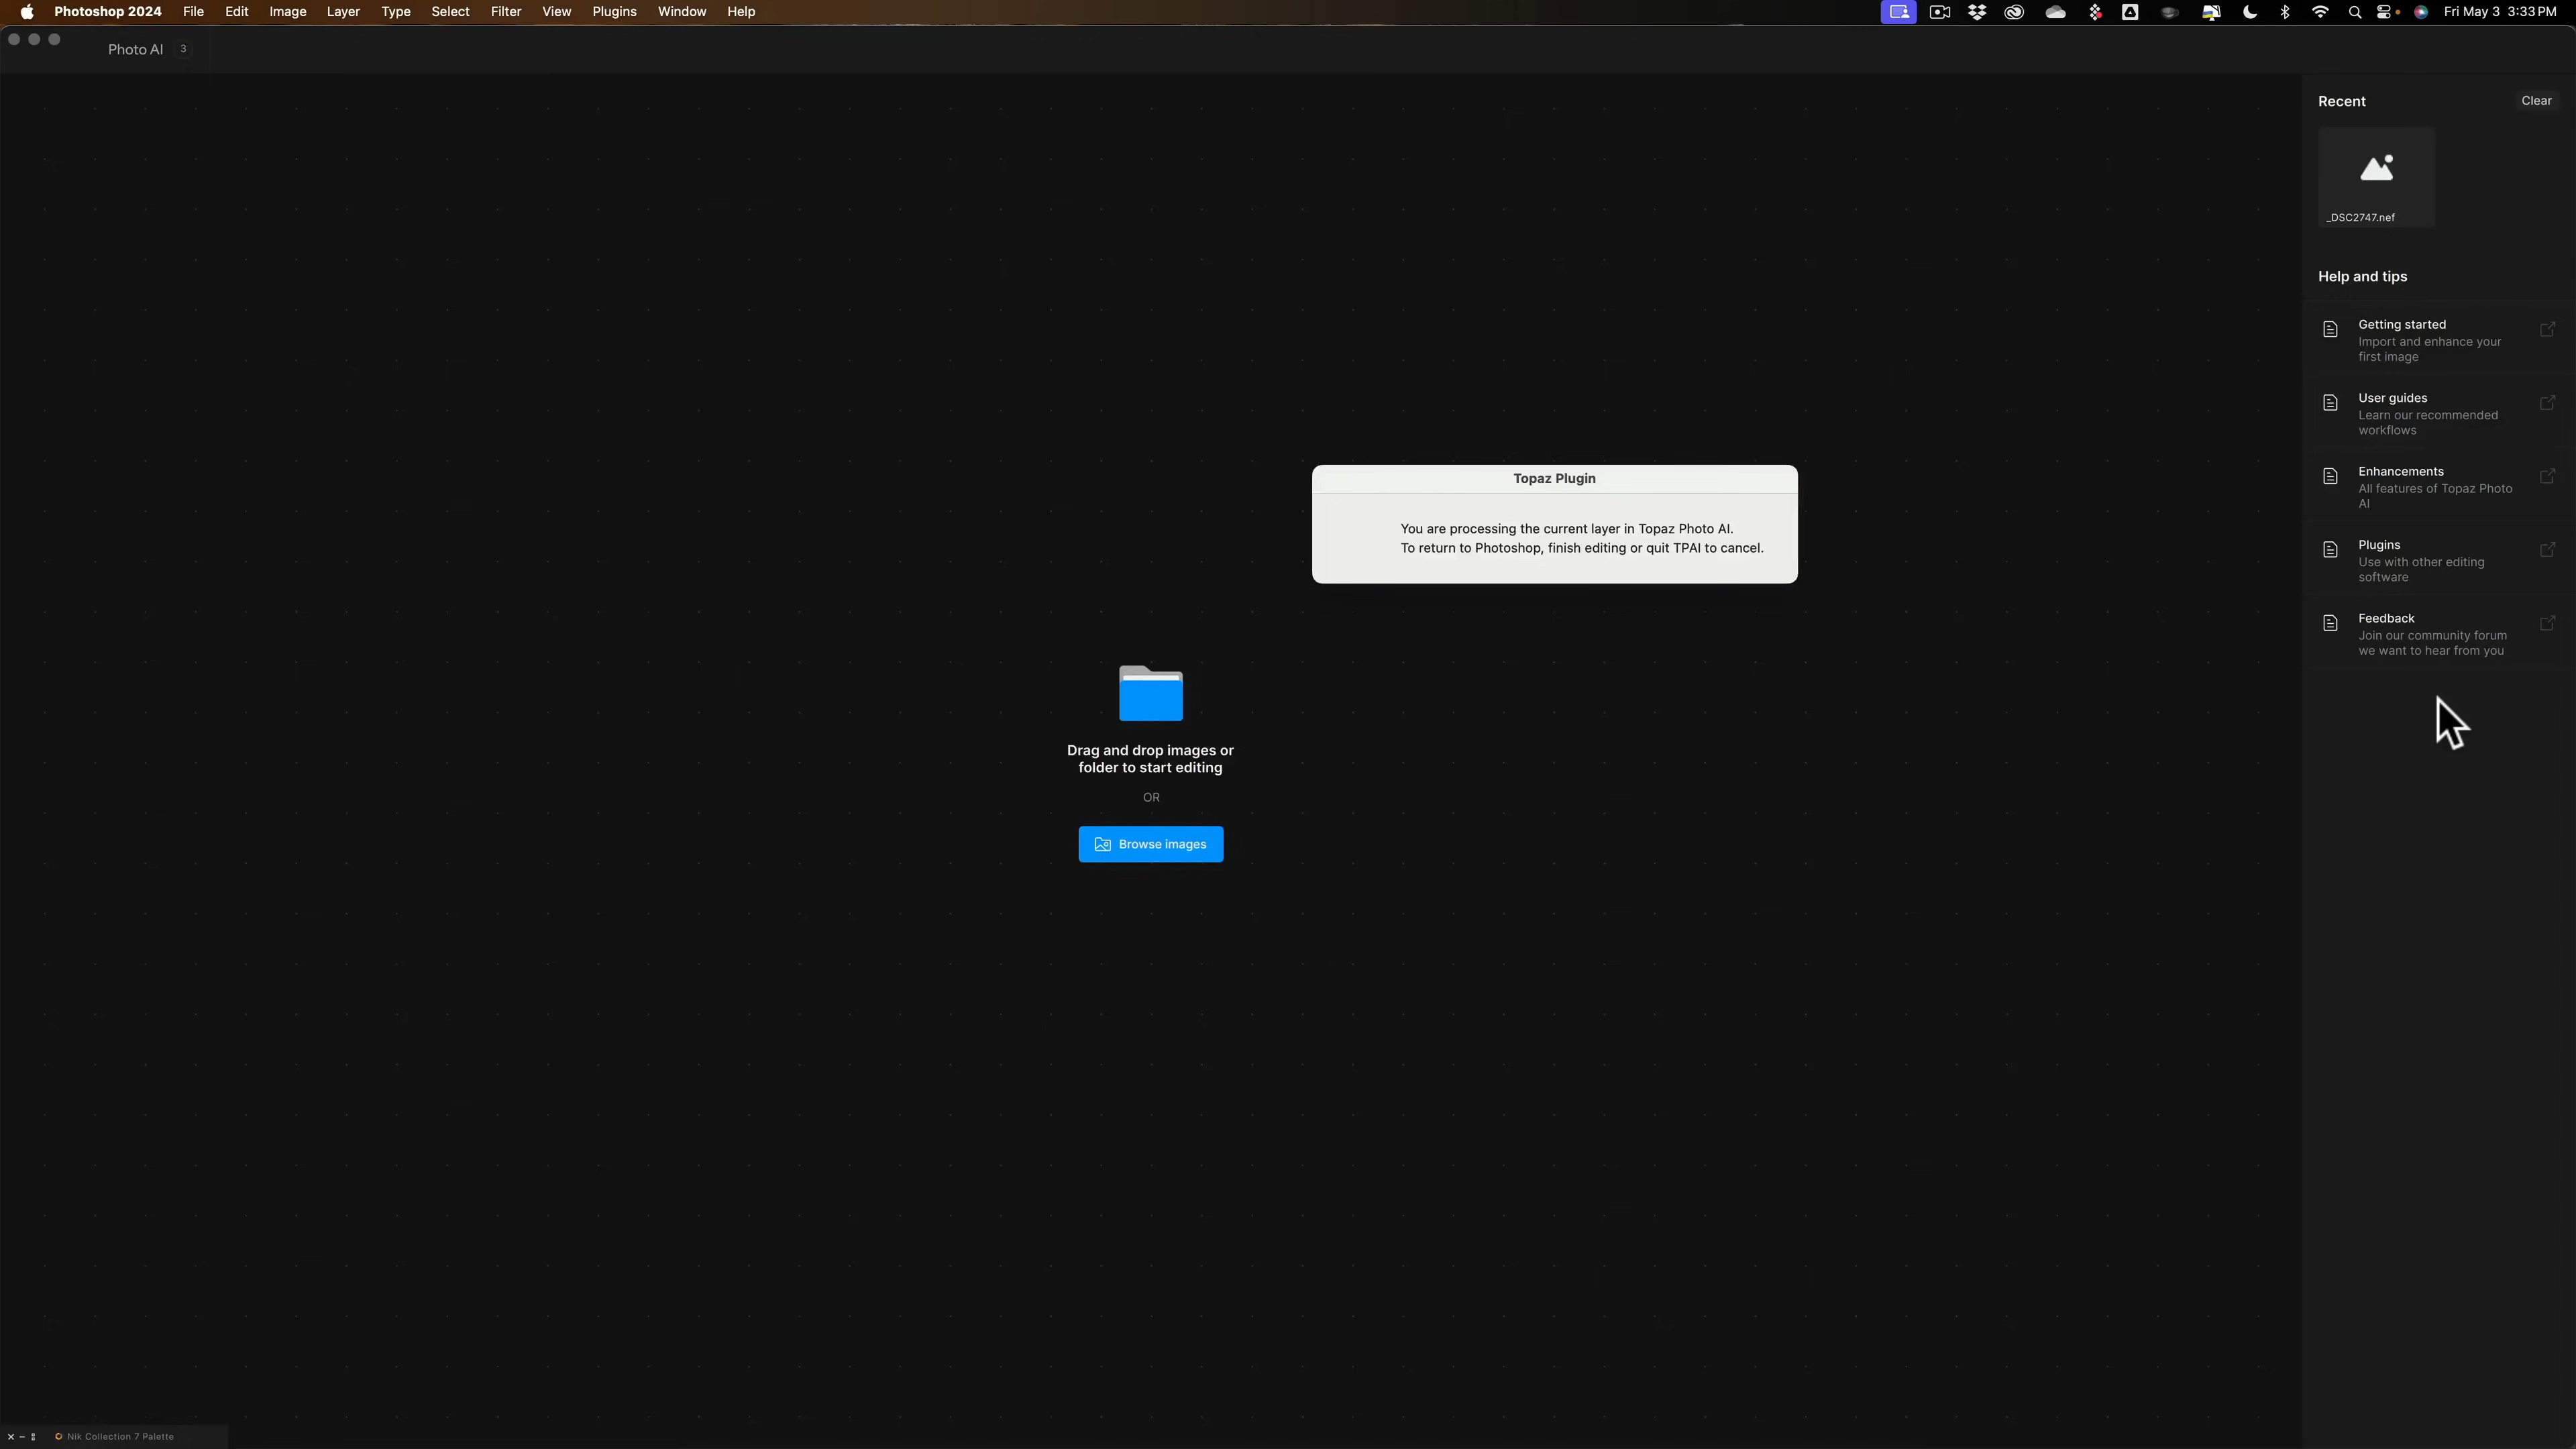 Photoshop 2024 File Edit Image Layer Type Select Filter View Plugins Window Help
Fri May 3 3:33 PM
Photo AI 3
Recent Clear
_DSC2747.nef
Help and tips
Getting started
Import and enhance your
first image
User guides
Learn our recommended
workflows
Enhancements
All features of Topaz Photo
AI
Plugins
Use with other editing
software
Feedback
Join our community forum
we want to hear from you
Topaz Plugin
You are processing the current layer in Topaz Photo AI.
To return to Photoshop, finish editing or quit TPAI to cancel.
Drag and drop images or
folder to start editing
OR
Browse images
Nik Collection 7 Palette